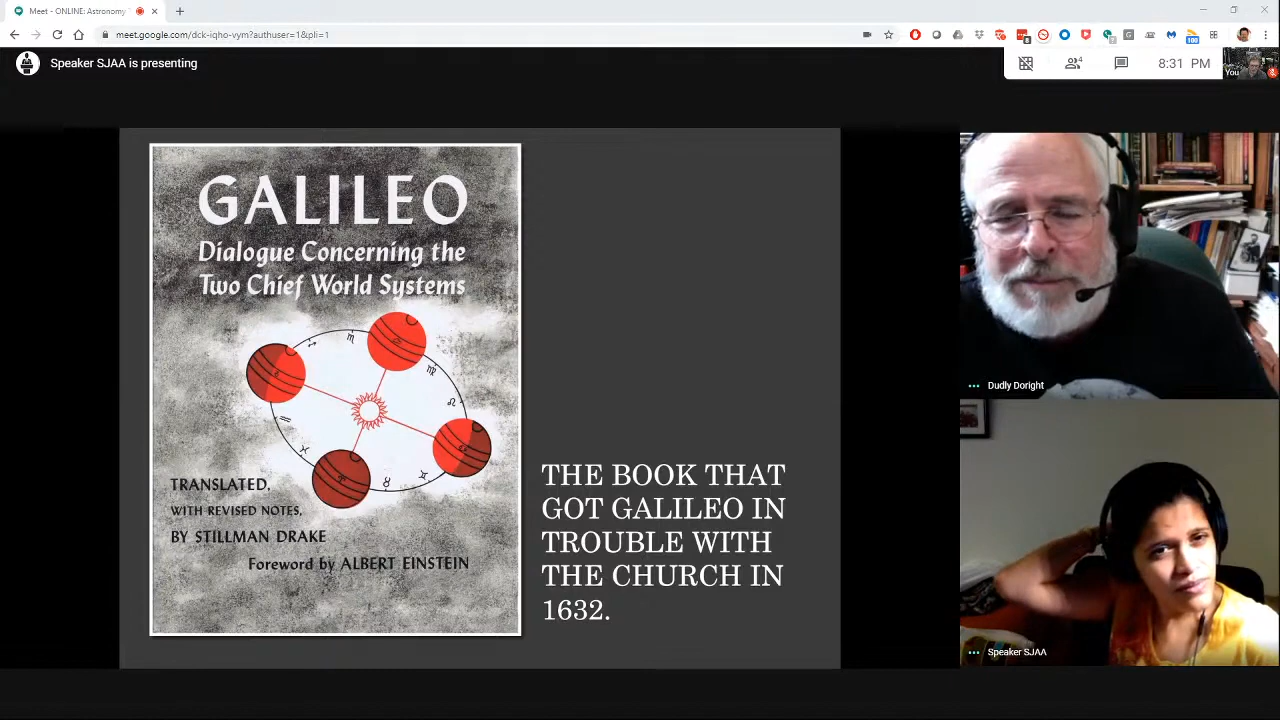 Meet - ONLINE: Astronomy
meet.google.com/dck-iqho-vym?authuser=1&pli=1
Speaker SJAA is presenting
4
8:31 PM
You
GALILEO
Dialogue Concerning the
Two Chief World Systems
TRANSLATED,
WITH REVISED NOTES,
BY STILLMAN DRAKE
Foreword by ALBERT EINSTEIN
THE BOOK THAT
GOT GALILEO IN
TROUBLE WITH
THE CHURCH IN
1632.
Dudly Doright
Speaker SJAA